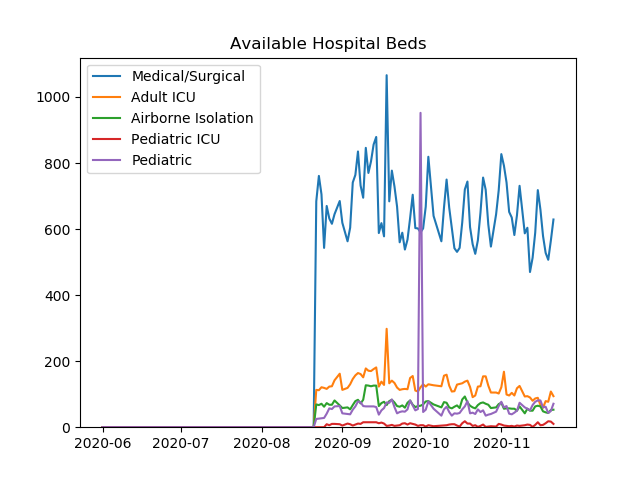 Available Hospital Beds
Medical/Surgical
Adult ICU
Airborne Isolation
Pediatric ICU
Pediatric
1000
800
600
400
200
0
2020-06 2020-07 2020-08 2020-09 2020-10 2020-11